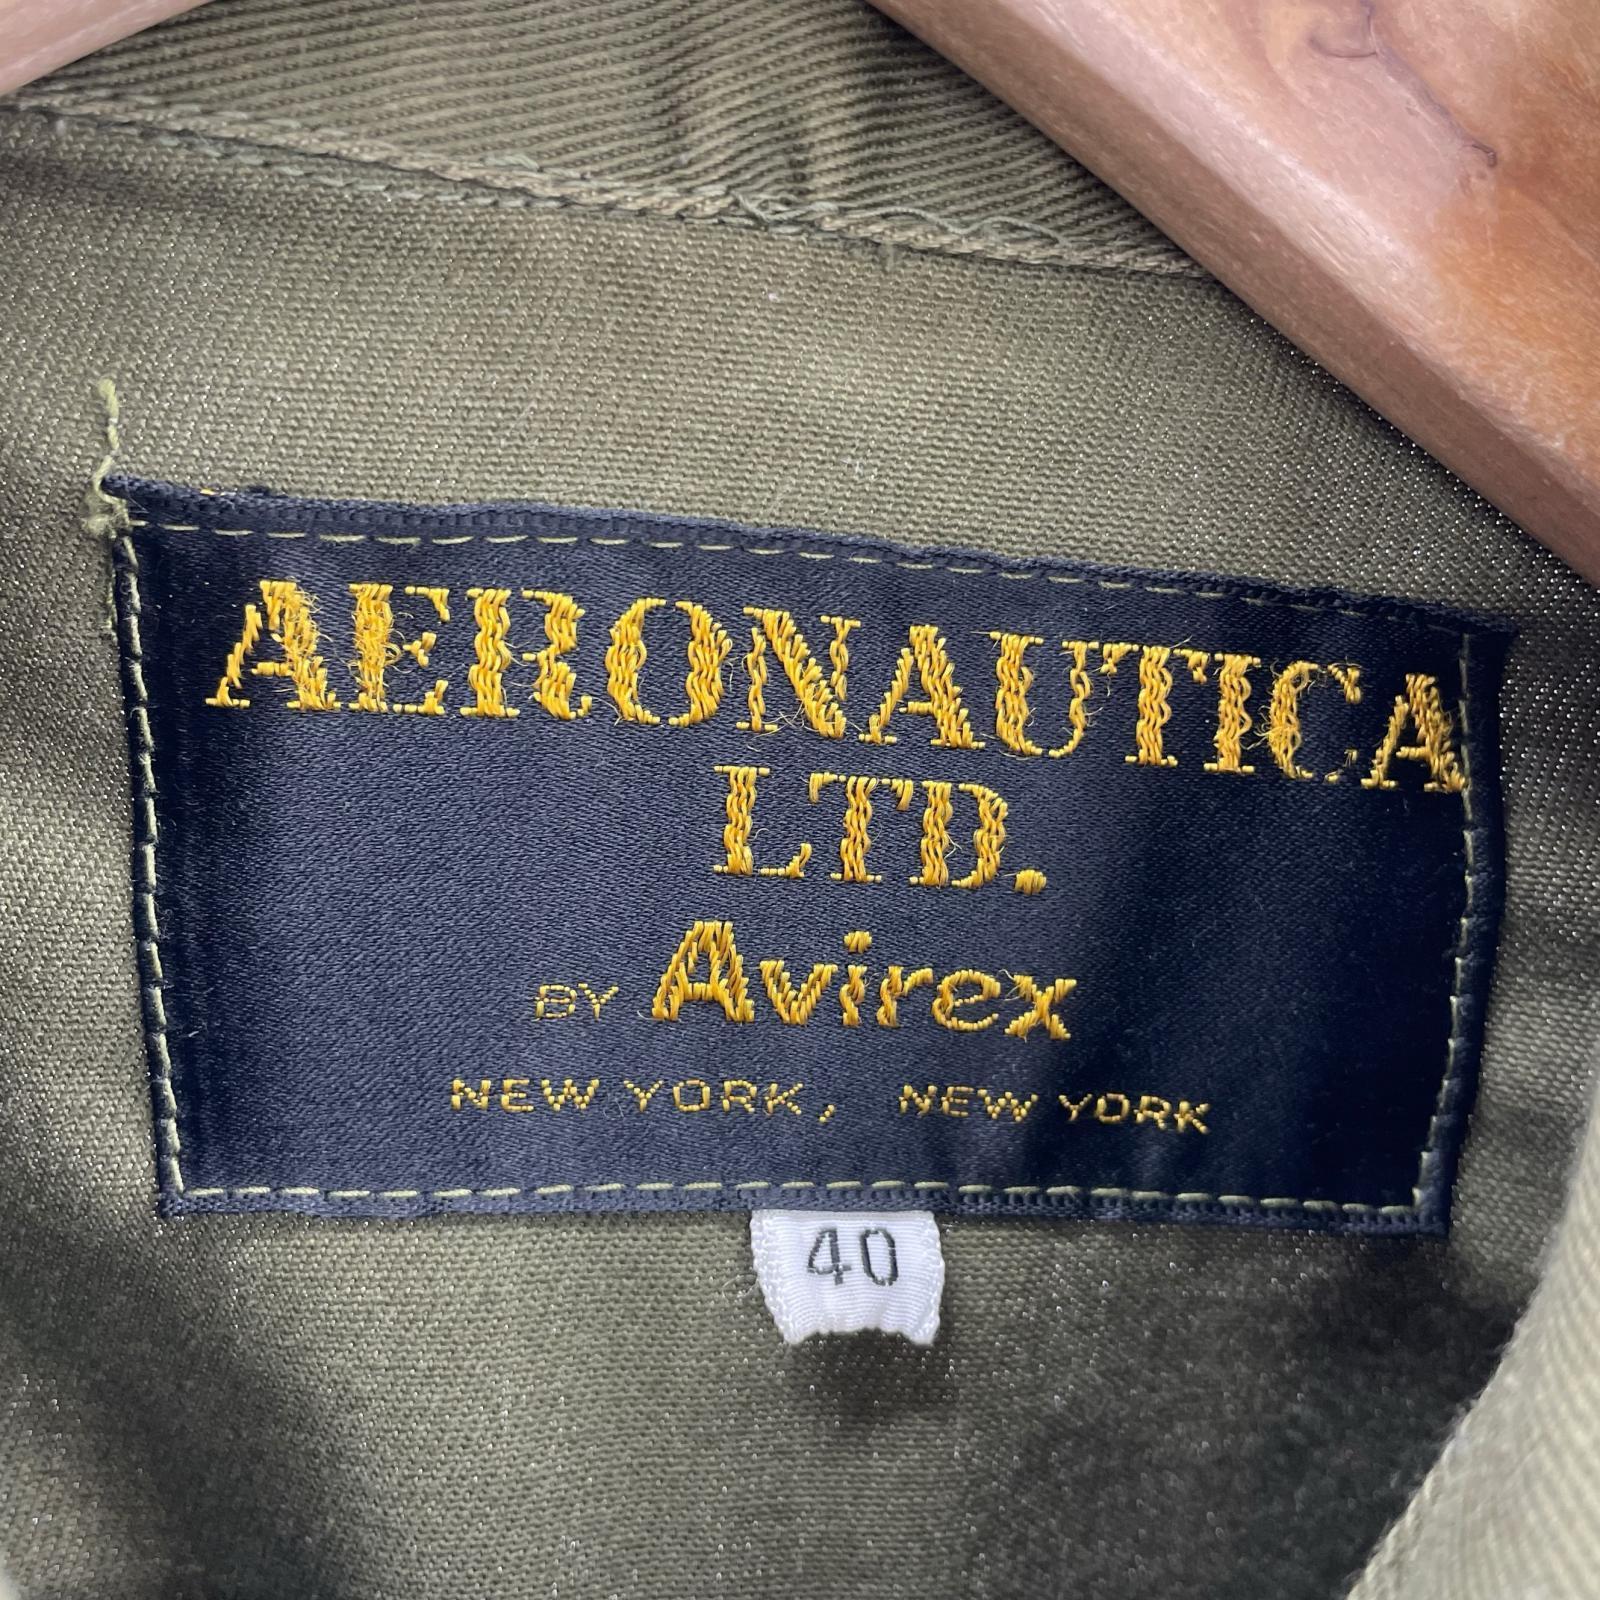 AERONAUTICA
LTD.
BY Avirex
NEW YORK, NEW YORK
40